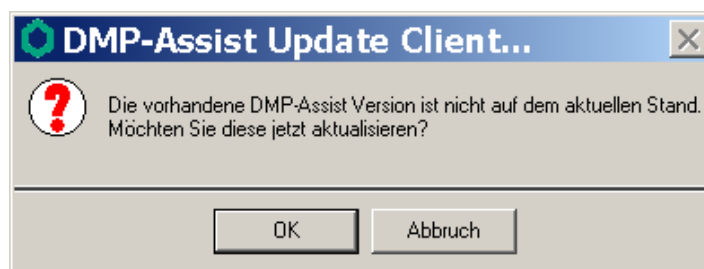 DMP-Assist Update Client...
Die vorhandene DMP-Assist Version ist nicht auf dem aktuellen Stand.
Möchten Sie diese jetzt aktualisieren?
OK Abbruch